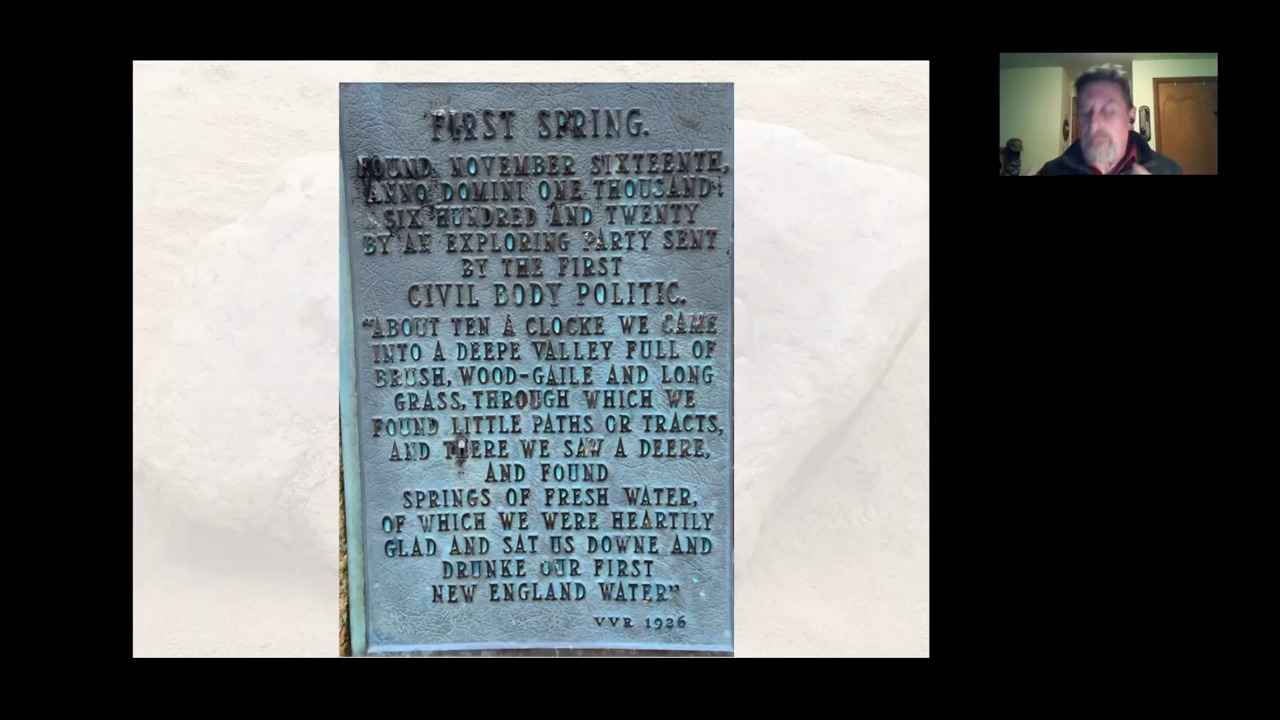 FIRST SPRING.
FOUND NOVEMBER SIXTEENTH,
ANNO DOMINI ONE THOUSAND
SIX HUNDRED AND TWENTY
BY AN EXPLORING PARTY SENT
BY THE FIRST
CIVIL BODY POLITIC.
“ABOUT TEN A CLOCKE WE CAME
INTO A DEEPE VALLEY FULL OF
BRUSH, WOOD-GAILE AND LONG
GRASS, THROUGH WHICH WE
FOUND LITTLE PATHS OR TRACTS,
AND THERE WE SAW A DEERE,
AND FOUND
SPRINGS OF FRESH WATER,
OF WHICH WE WERE HEARTILY
GLAD AND SAT US DOWNE AND
DRUNKE OUR FIRST
NEW ENGLAND WATER”
VVR 1926